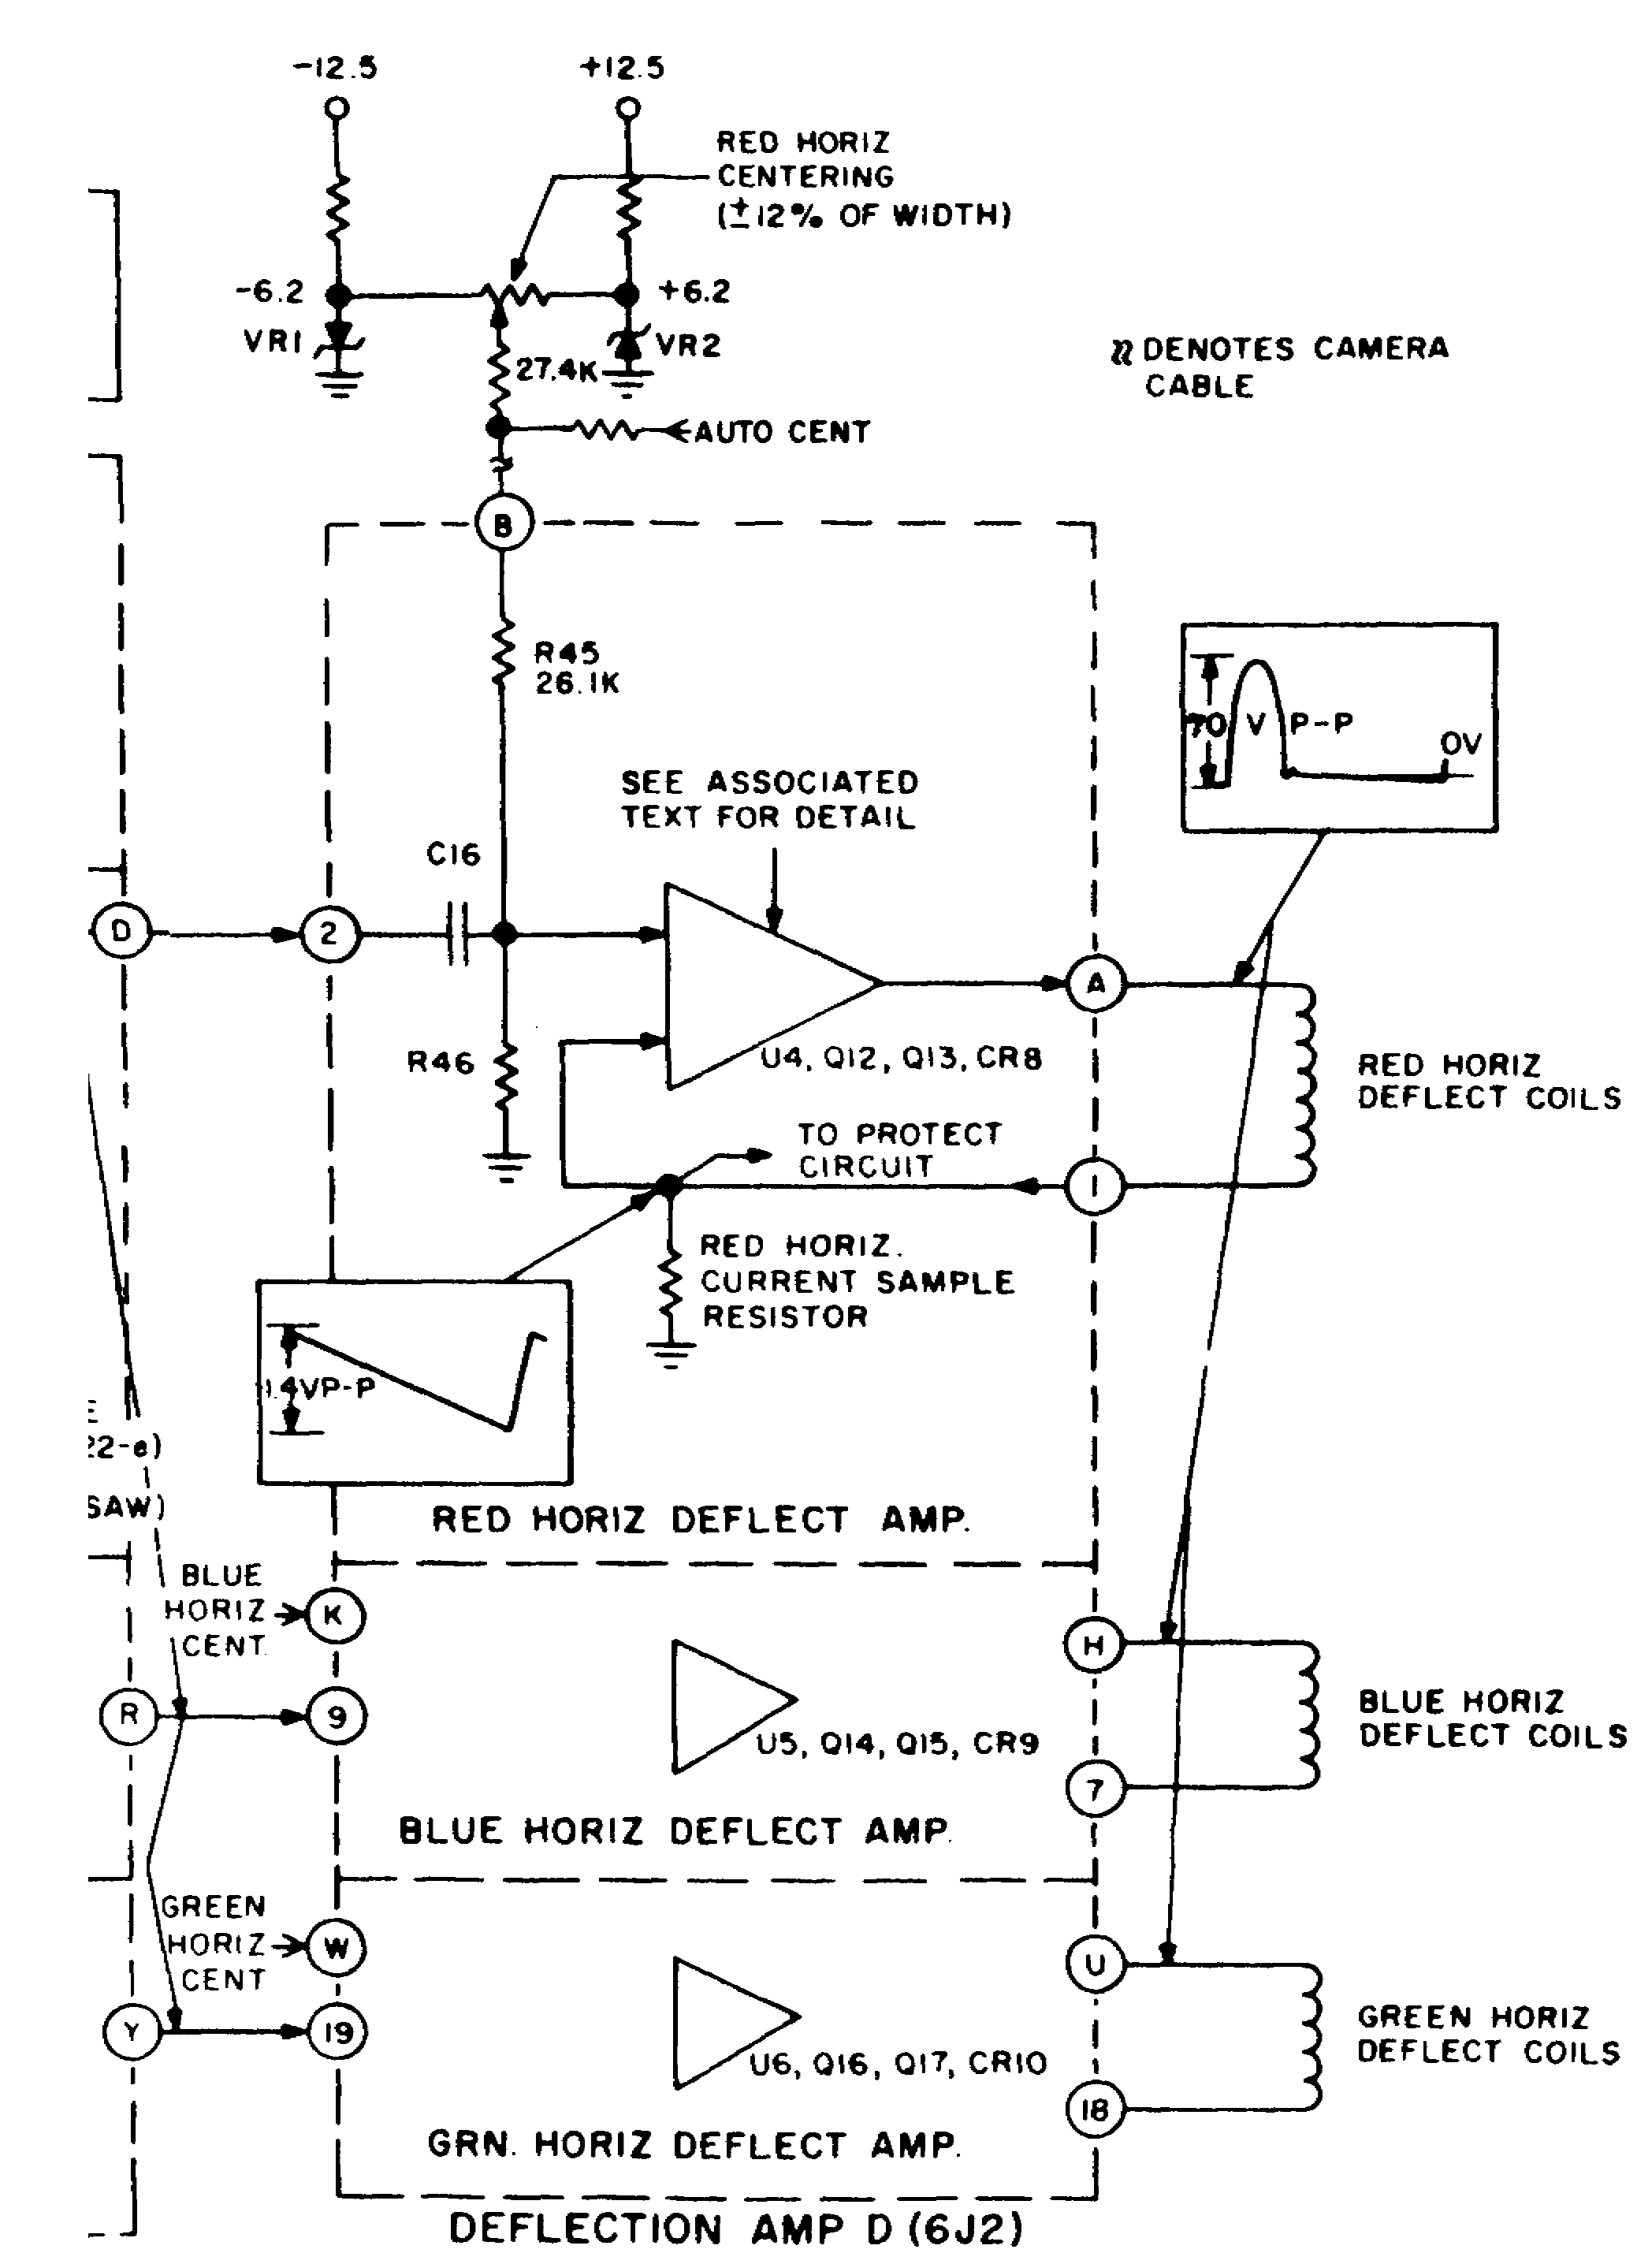 -12.5
+12.5
RED HORIZ
CENTERING
(±12% OF WIDTH)
-6.2
+6.2
VR1
VR2
27.4K
DENOTES CAMERA
CABLE
AUTO CENT
B
R45
26.1K
70 V P-P
0V
SEE ASSOCIATED
TEXT FOR DETAIL
C16
D
2
A
U4, Q12, Q13, CR8
R46
RED HORIZ
DEFLECT COILS
TO PROTECT
CIRCUIT
1
RED HORIZ.
CURRENT SAMPLE
RESISTOR
1.4VP-P
22-e)
SAW)
RED HORIZ DEFLECT AMP.
BLUE
HORIZ
CENT
K
H
R
9
U5, Q14, Q15, CR9
BLUE HORIZ
DEFLECT COILS
7
BLUE HORIZ DEFLECT AMP.
GREEN
HORIZ
CENT
W
U
Y
19
U6, Q16, Q17, CR10
GREEN HORIZ
DEFLECT COILS
18
GRN. HORIZ DEFLECT AMP.
DEFLECTION AMP D (6J2)